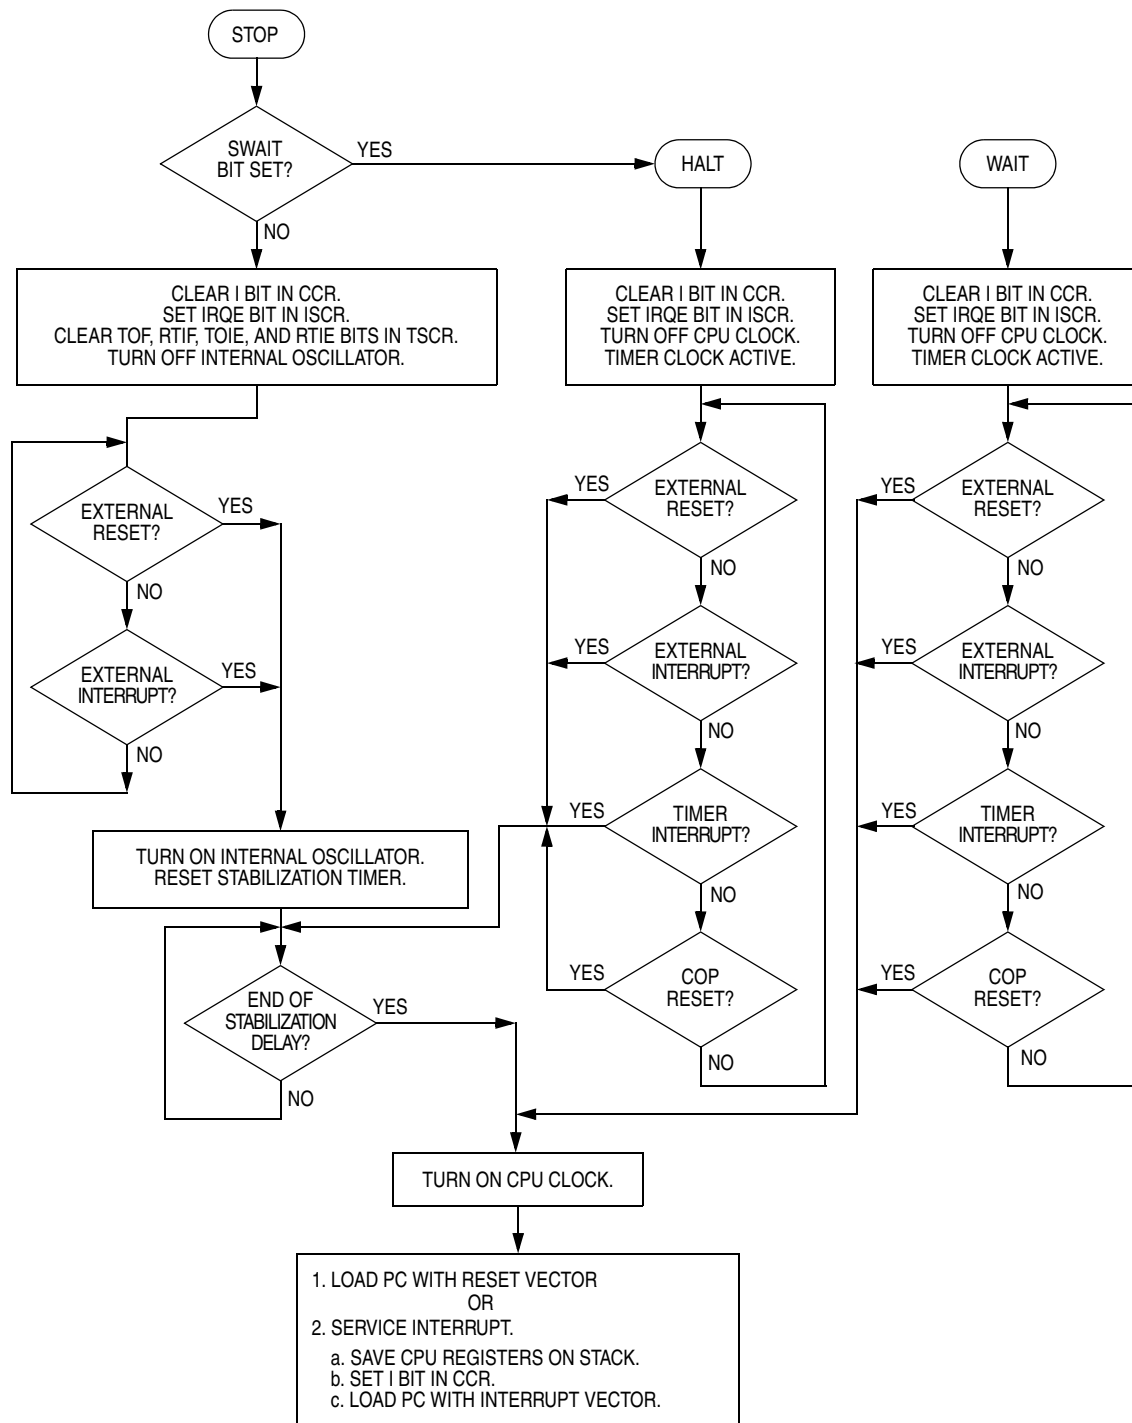 STOP
SWAIT
BIT SET?
YES
NO
HALT
WAIT
CLEAR I BIT IN CCR.
SET IRQE BIT IN ISCR.
CLEAR TOF, RTIF, TOIE, AND RTIE BITS IN TSCR.
TURN OFF INTERNAL OSCILLATOR.
CLEAR I BIT IN CCR.
SET IRQE BIT IN ISCR.
TURN OFF CPU CLOCK.
TIMER CLOCK ACTIVE.
CLEAR I BIT IN CCR.
SET IRQE BIT IN ISCR.
TURN OFF CPU CLOCK.
TIMER CLOCK ACTIVE.
EXTERNAL
RESET?
YES
NO
EXTERNAL
INTERRUPT?
YES
NO
TURN ON INTERNAL OSCILLATOR.
RESET STABILIZATION TIMER.
END OF
STABILIZATION
DELAY?
YES
NO
YES
EXTERNAL
RESET?
NO
YES
EXTERNAL
INTERRUPT?
NO
YES
TIMER
INTERRUPT?
NO
YES
COP
RESET?
NO
YES
EXTERNAL
RESET?
NO
YES
EXTERNAL
INTERRUPT?
NO
YES
TIMER
INTERRUPT?
NO
YES
COP
RESET?
NO
TURN ON CPU CLOCK.
1. LOAD PC WITH RESET VECTOR
OR
2. SERVICE INTERRUPT.
a. SAVE CPU REGISTERS ON STACK.
b. SET I BIT IN CCR.
c. LOAD PC WITH INTERRUPT VECTOR.